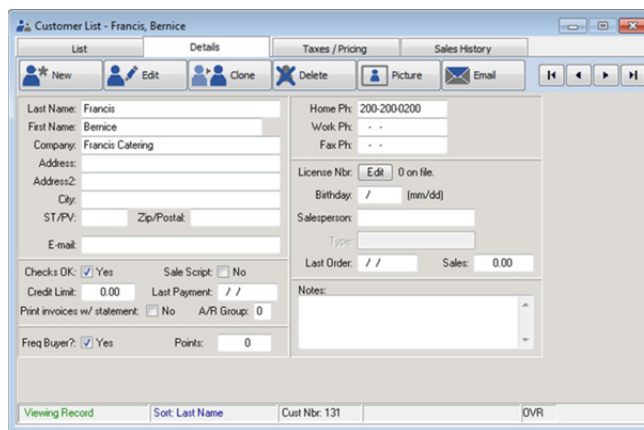 Customer List - Francis, Bernice
List Details Taxes / Pricing Sales History
New Edit Clone Delete Picture Email
Last Name: Francis
First Name: Bernice
Company: Francis Catering
Address:
Address2:
City:
ST/PV: Zip/Postal:
E-mail:
Home Ph: 200-200-0200
Work Ph: - -
Fax Ph: - -
License Nbr: Edit 0 on file.
Birthday: / (mm/dd)
Salesperson:
Type:
Last Order: / / Sales: 0.00
Checks OK: Yes Sale Script: No
Credit Limit: 0.00 Last Payment: / /
Print invoices w/ statement: No A/R Group: 0
Freq Buyer?: Yes Points: 0
Notes:
Viewing Record Sort: Last Name Cust Nbr: 131 OVR